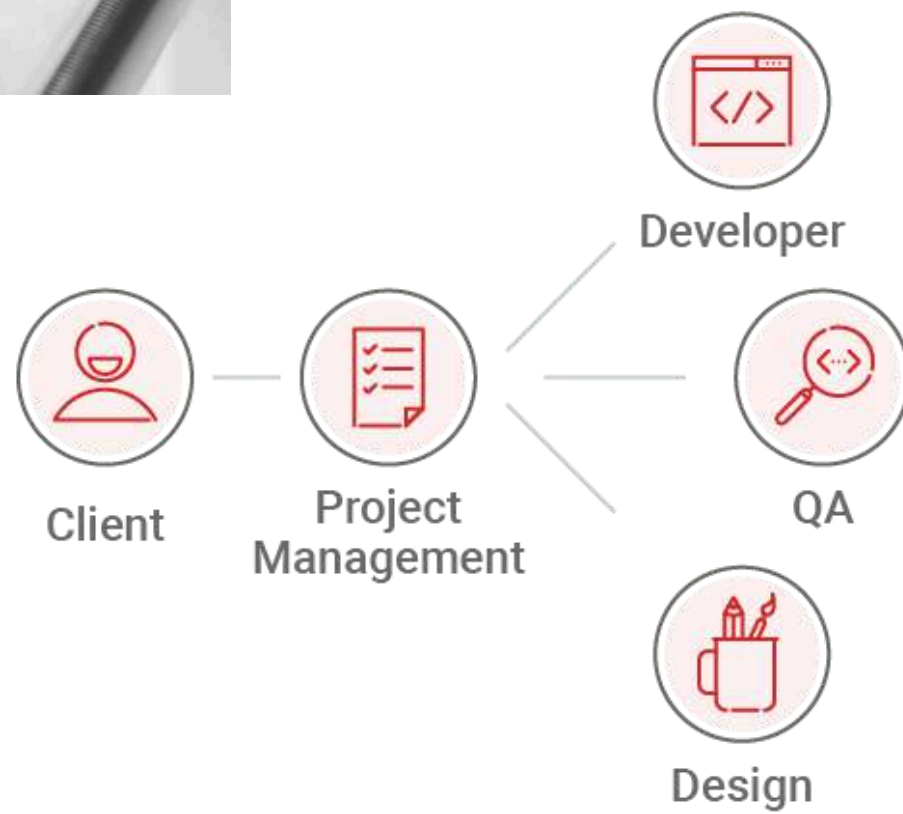 Developer
Client
Project
Management
QA
Design